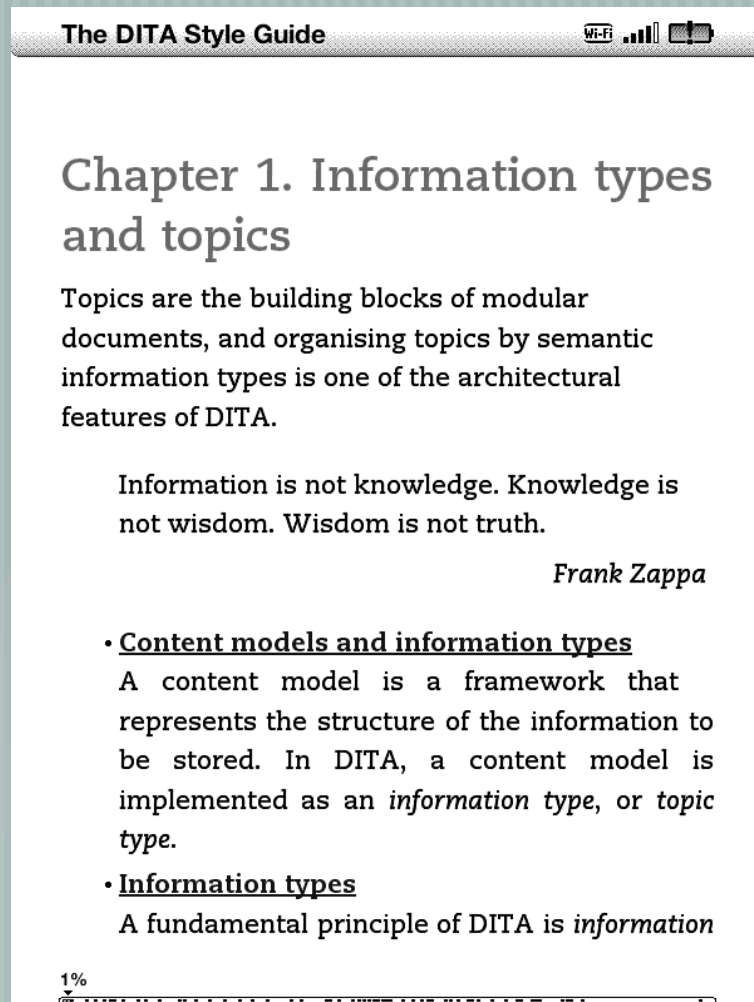 The DITA Style Guide
Wi-Fi
Chapter 1. Information types
and topics
Topics are the building blocks of modular
documents, and organising topics by semantic
information types is one of the architectural
features of DITA.
Information is not knowledge. Knowledge is
not wisdom. Wisdom is not truth.
Frank Zappa
• Content models and information types
A content model is a framework that
represents the structure of the information to
be stored. In DITA, a content model is
implemented as an information type, or topic
type.
• Information types
A fundamental principle of DITA is information
1%